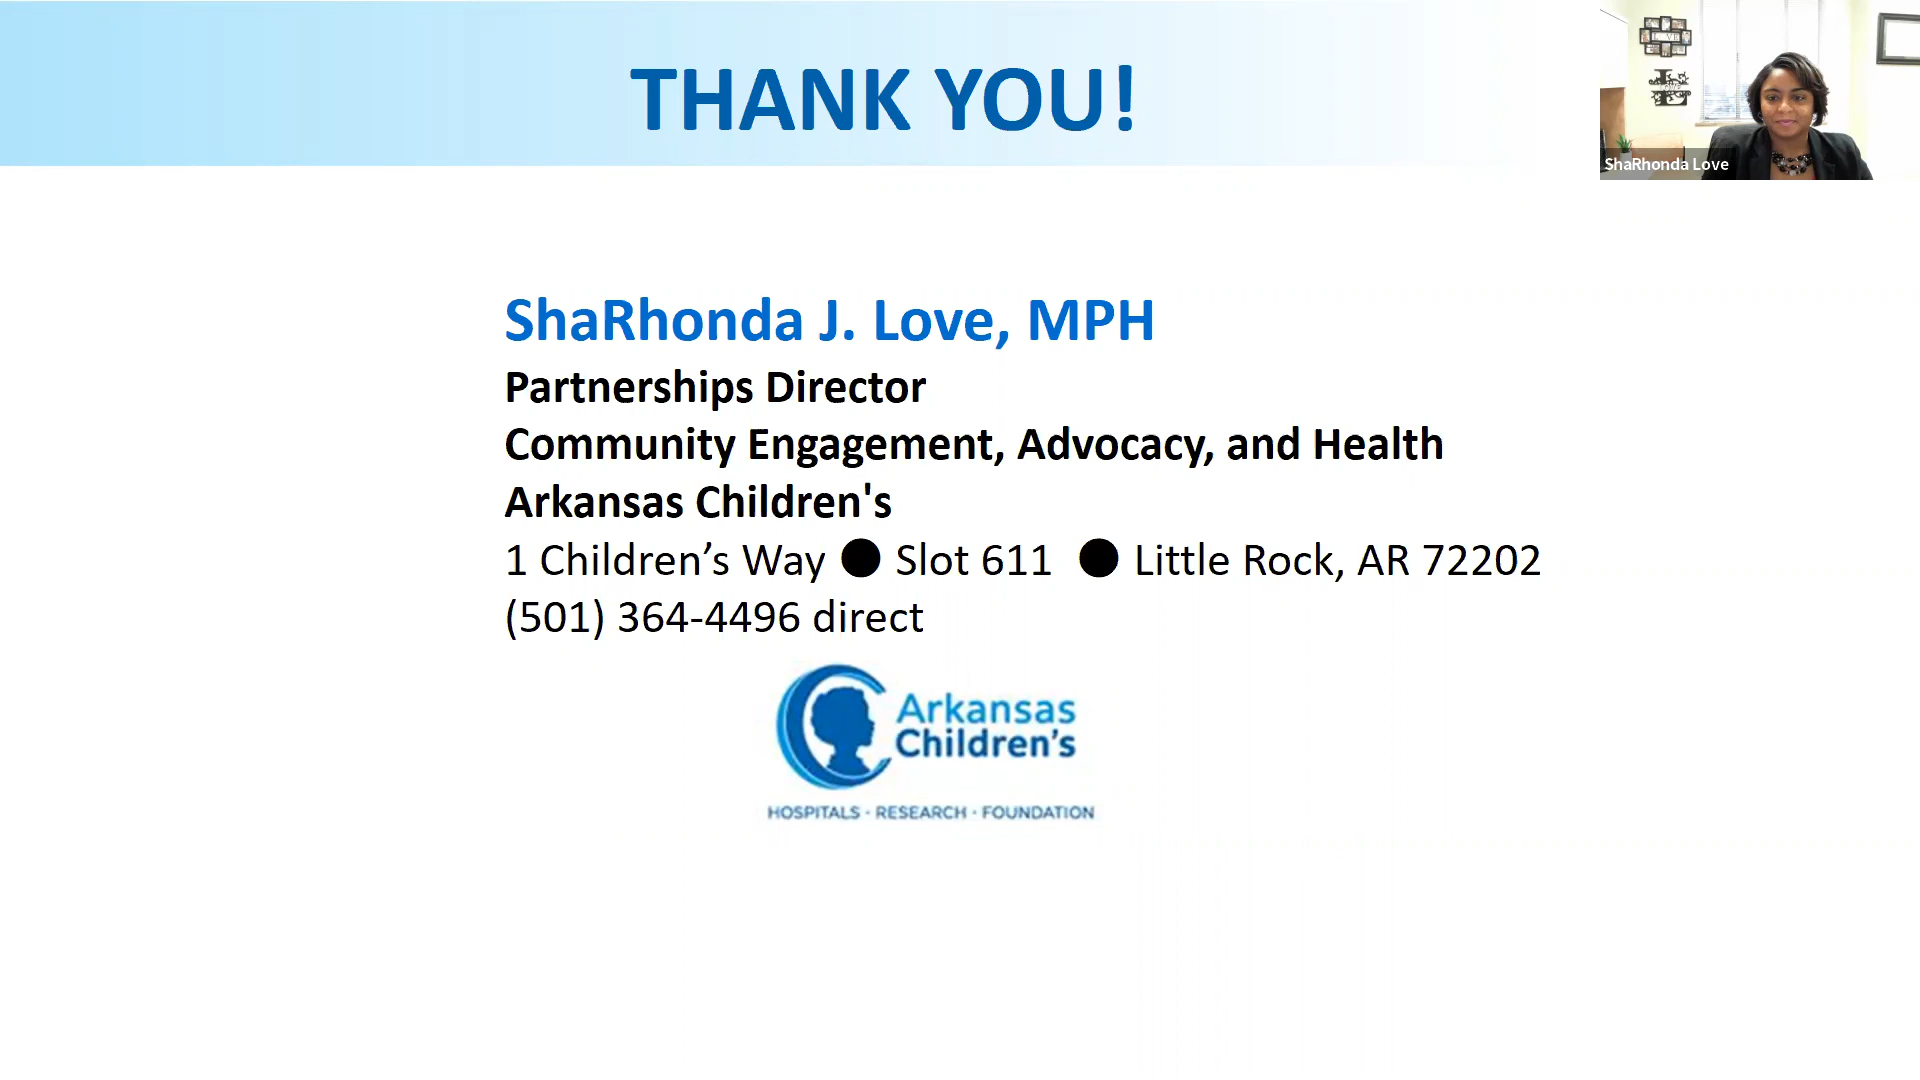 THANK YOU!
ShaRhonda Love
ShaRhonda J. Love, MPH
Partnerships Director
Community Engagement, Advocacy, and Health
Arkansas Children's
1 Children’s Way ● Slot 611 ● Little Rock, AR 72202
(501) 364-4496 direct
Arkansas
Children’s
HOSPITALS · RESEARCH · FOUNDATION